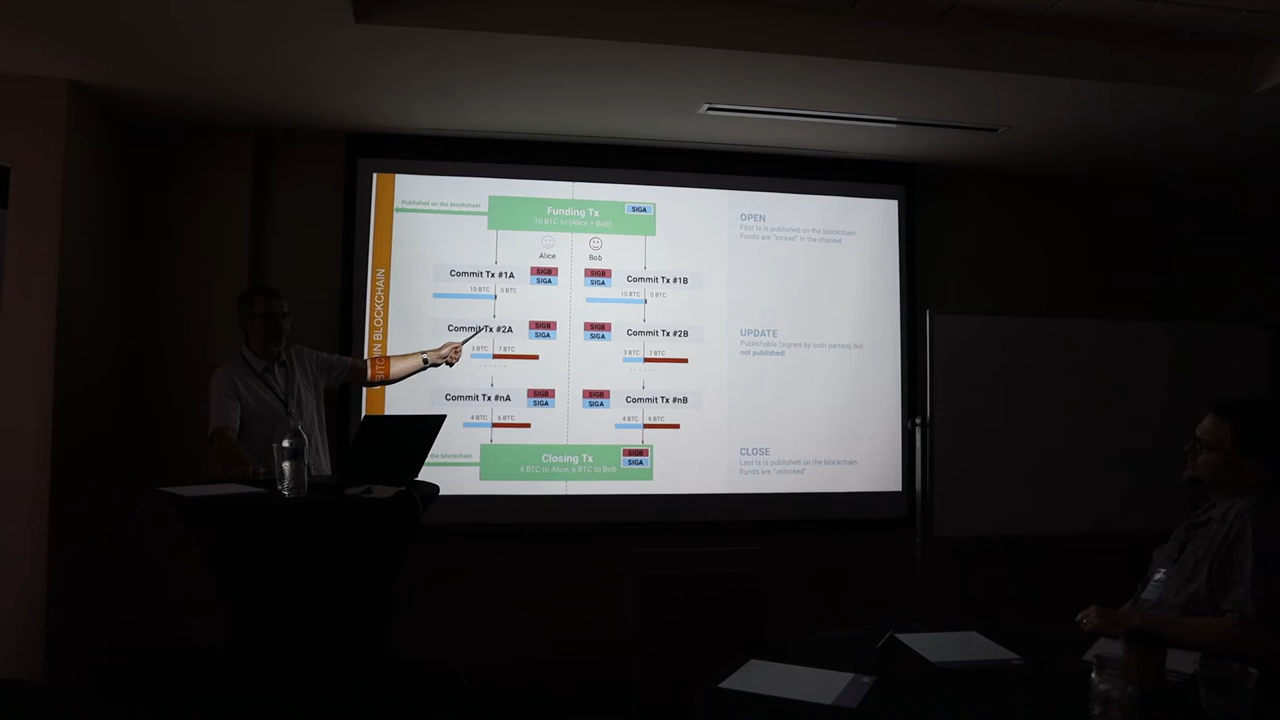 BITCOIN BLOCKCHAIN
Published on the blockchain
Funding Tx
SIGA
10 BTC to (Alice + Bob)
Alice
Bob
Commit Tx #1A
SIGB
SIGA
10 BTC
0 BTC
SIGB
SIGA
Commit Tx #1B
10 BTC
0 BTC
Commit Tx #2A
SIGB
SIGA
3 BTC
7 BTC
SIGB
SIGA
Commit Tx #2B
3 BTC
7 BTC
Commit Tx #nA
SIGB
SIGA
4 BTC
6 BTC
SIGB
SIGA
Commit Tx #nB
4 BTC
6 BTC
the blockchain
Closing Tx
SIGB
SIGA
4 BTC to Alice, 6 BTC to Bob
OPEN
First tx is published on the blockchain.
Funds are "locked" in the channel
UPDATE
Publishable (signed by both parties) but
not published!
CLOSE
Last tx is published on the blockchain.
Funds are "unlocked"